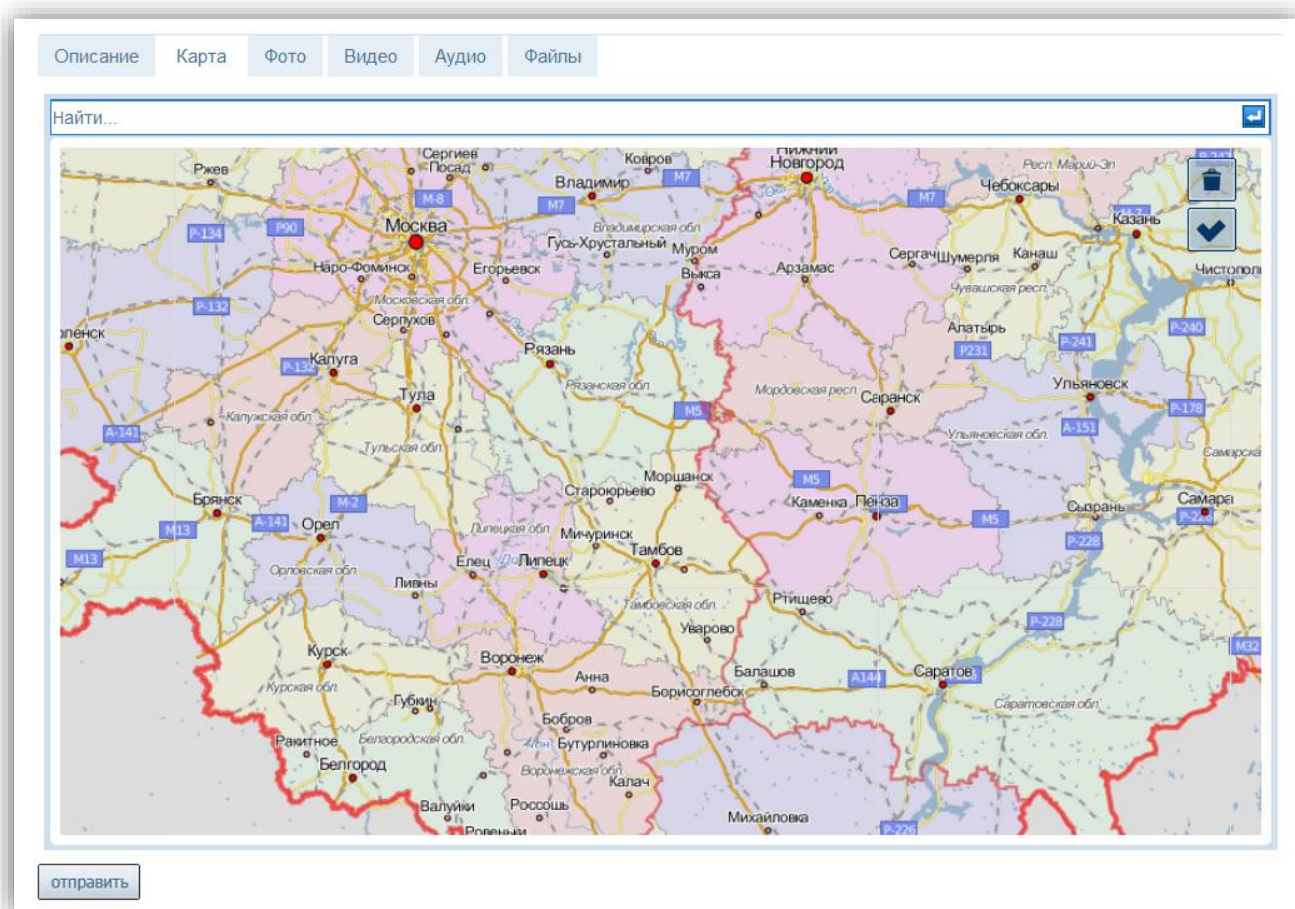 Описание Карта Фото Видео Аудио Файлы
Найти...
Нижний
Сергиев Ковров Новгород
Ржев Посад Респ. Марий-Эл P-247
Владимир M7 Чебоксары
M-8 M7 M7
P-134 P90 Москва Владимирская обл. Казань
Гусь-Хрустальный Муром Сергач Шумерля Канаш
Наро-Фоминск Егорьевск Выкса Арзамас Чистополь
Чувашская респ.
P-132 Московская обл.
Серпухов Алатырь P-240
Рязань P231 P-241
P-132 Калуга
Рязанская обл. Мордовская респ. Саранск Ульяновск
Тула M5 P-178
Калужская обл. A-151
A-141 Тульская обл. Ульяновская обл.
Моршанск M5
Брянск M-2 Староюрьево Каменка Пенза Сызрань Самара
M13 A-141 Орел M5 P-226
Липецкая обл. Мичуринск P-228
M13 Тамбов
Елец Липецк
Орловская обл.
Ливны Тамбовская обл. Ртищево
Уварово P-228
Курск M32
Воронеж Балашов A144 Саратов
Анна
Курская обл. Борисоглебск
Губкин Саратовская обл.
Бобров
Ракитное Белгородская обл. Бутурлиновка
Белгород Воронежская обл.
Калач
Валуйки Россошь Михайловка
Ровеньки P-226
отправить